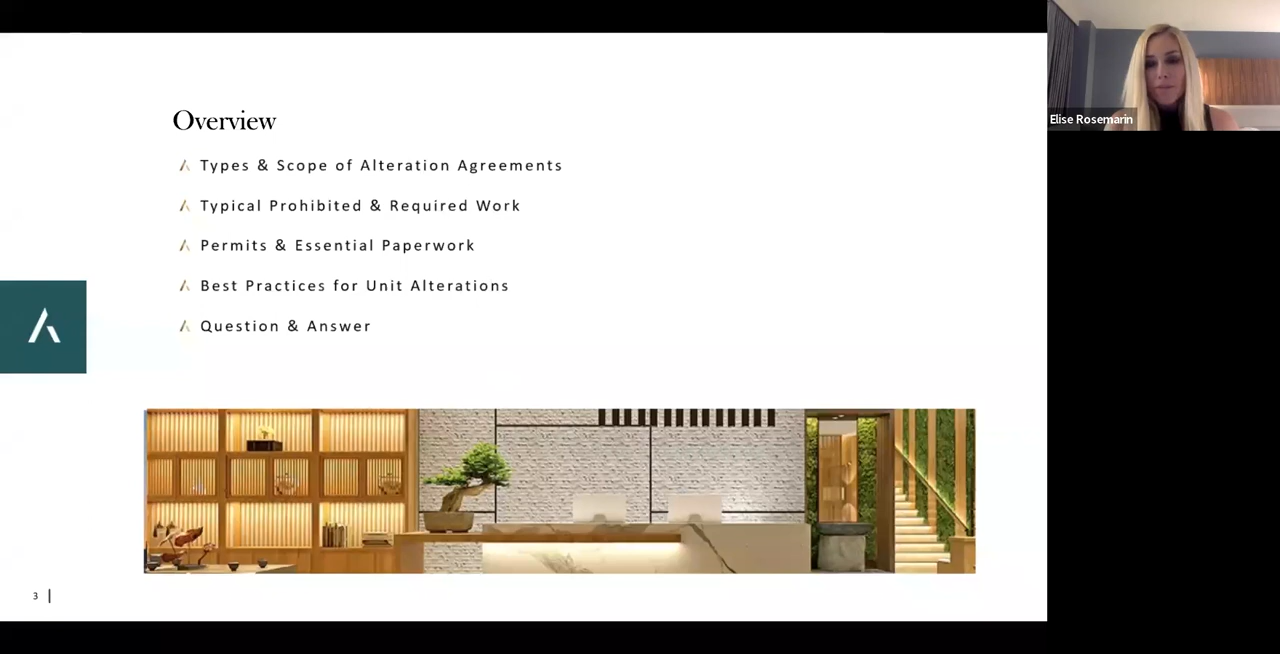 Overview
Types & Scope of Alteration Agreements
Typical Prohibited & Required Work
Permits & Essential Paperwork
Best Practices for Unit Alterations
Question & Answer
3 |
Elise Rosemarin